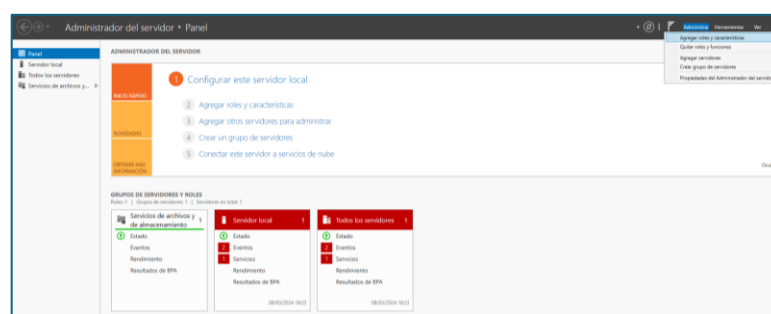 Administrador del servidor • Panel
Administrar Herramientas Ver
Agregar roles y características
Quitar roles y funciones
Agregar servidores
Crear grupo de servidores
Propiedades del Administrador del servido
Panel
Servidor local
Todos los servidores
Servicios de archivos y...
ADMINISTRADOR DEL SERVIDOR
INICIO RÁPIDO
NOVEDADES
OBTENER MÁS
INFORMACIÓN
1 Configurar este servidor local
2 Agregar roles y características
3 Agregar otros servidores para administrar
4 Crear un grupo de servidores
5 Conectar este servidor a servicios de nube
GRUPOS DE SERVIDORES Y ROLES
Roles 1 | Grupos de servidores 1 | Servidores en total 1
Servicios de archivos y
de almacenamiento 1
Estado
Eventos
Rendimiento
Resultados de BPA
Servidor local 1
Estado
2 Eventos
1 Servicios
Rendimiento
Resultados de BPA
08/03/2024 16:23
Todos los servidores 1
Estado
2 Eventos
1 Servicios
Rendimiento
Resultados de BPA
08/03/2024 16:23